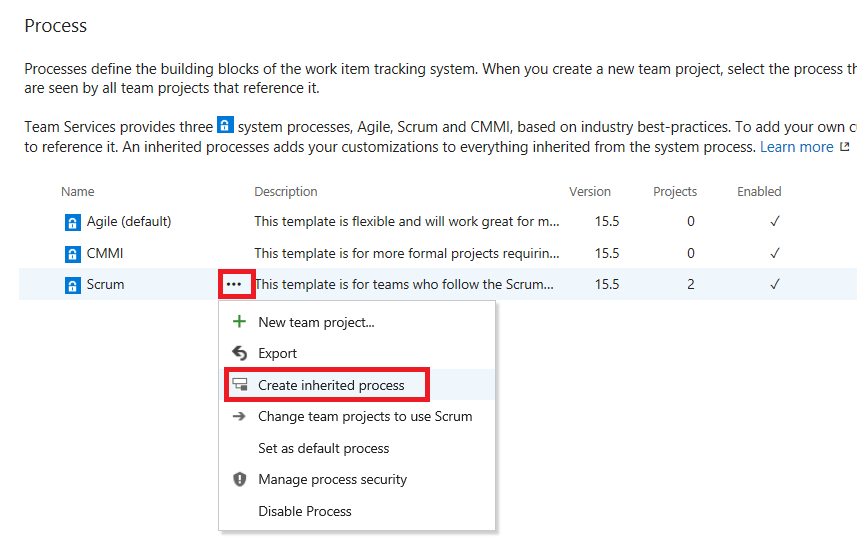 Process
Processes define the building blocks of the work item tracking system. When you create a new team project, select the process th
are seen by all team projects that reference it.
Team Services provides three system processes, Agile, Scrum and CMMI, based on industry best-practices. To add your own cu
to reference it. An inherited processes adds your customizations to everything inherited from the system process. Learn more
Name Description Version Projects Enabled
Agile (default) This template is flexible and will work great for m... 15.5 0 ✓
CMMI This template is for more formal projects requirin... 15.5 0 ✓
Scrum ••• This template is for teams who follow the Scrum... 15.5 2 ✓
New team project...
Export
Create inherited process
Change team projects to use Scrum
Set as default process
Manage process security
Disable Process